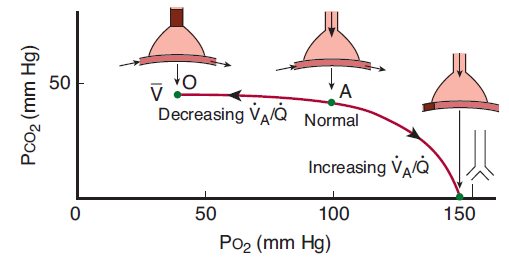 50
V̅ O
A
Decreasing V̇A/Q̇
Normal
Increasing V̇A/Q̇
0 50 100 150
PO₂ (mm Hg)
PCO₂ (mm Hg)